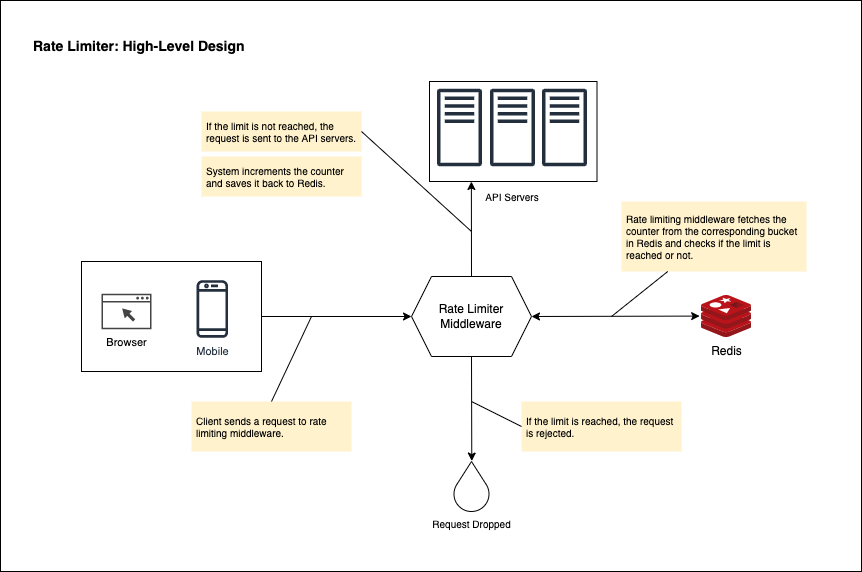 Rate Limiter: High-Level Design
If the limit is not reached, the
request is sent to the API servers.
System increments the counter
and saves it back to Redis.
API Servers
Rate limiting middleware fetches the
counter from the corresponding bucket
in Redis and checks if the limit is
reached or not.
Browser
Mobile
Rate Limiter
Middleware
Redis
Client sends a request to rate
limiting middleware.
If the limit is reached, the request
is rejected.
Request Dropped